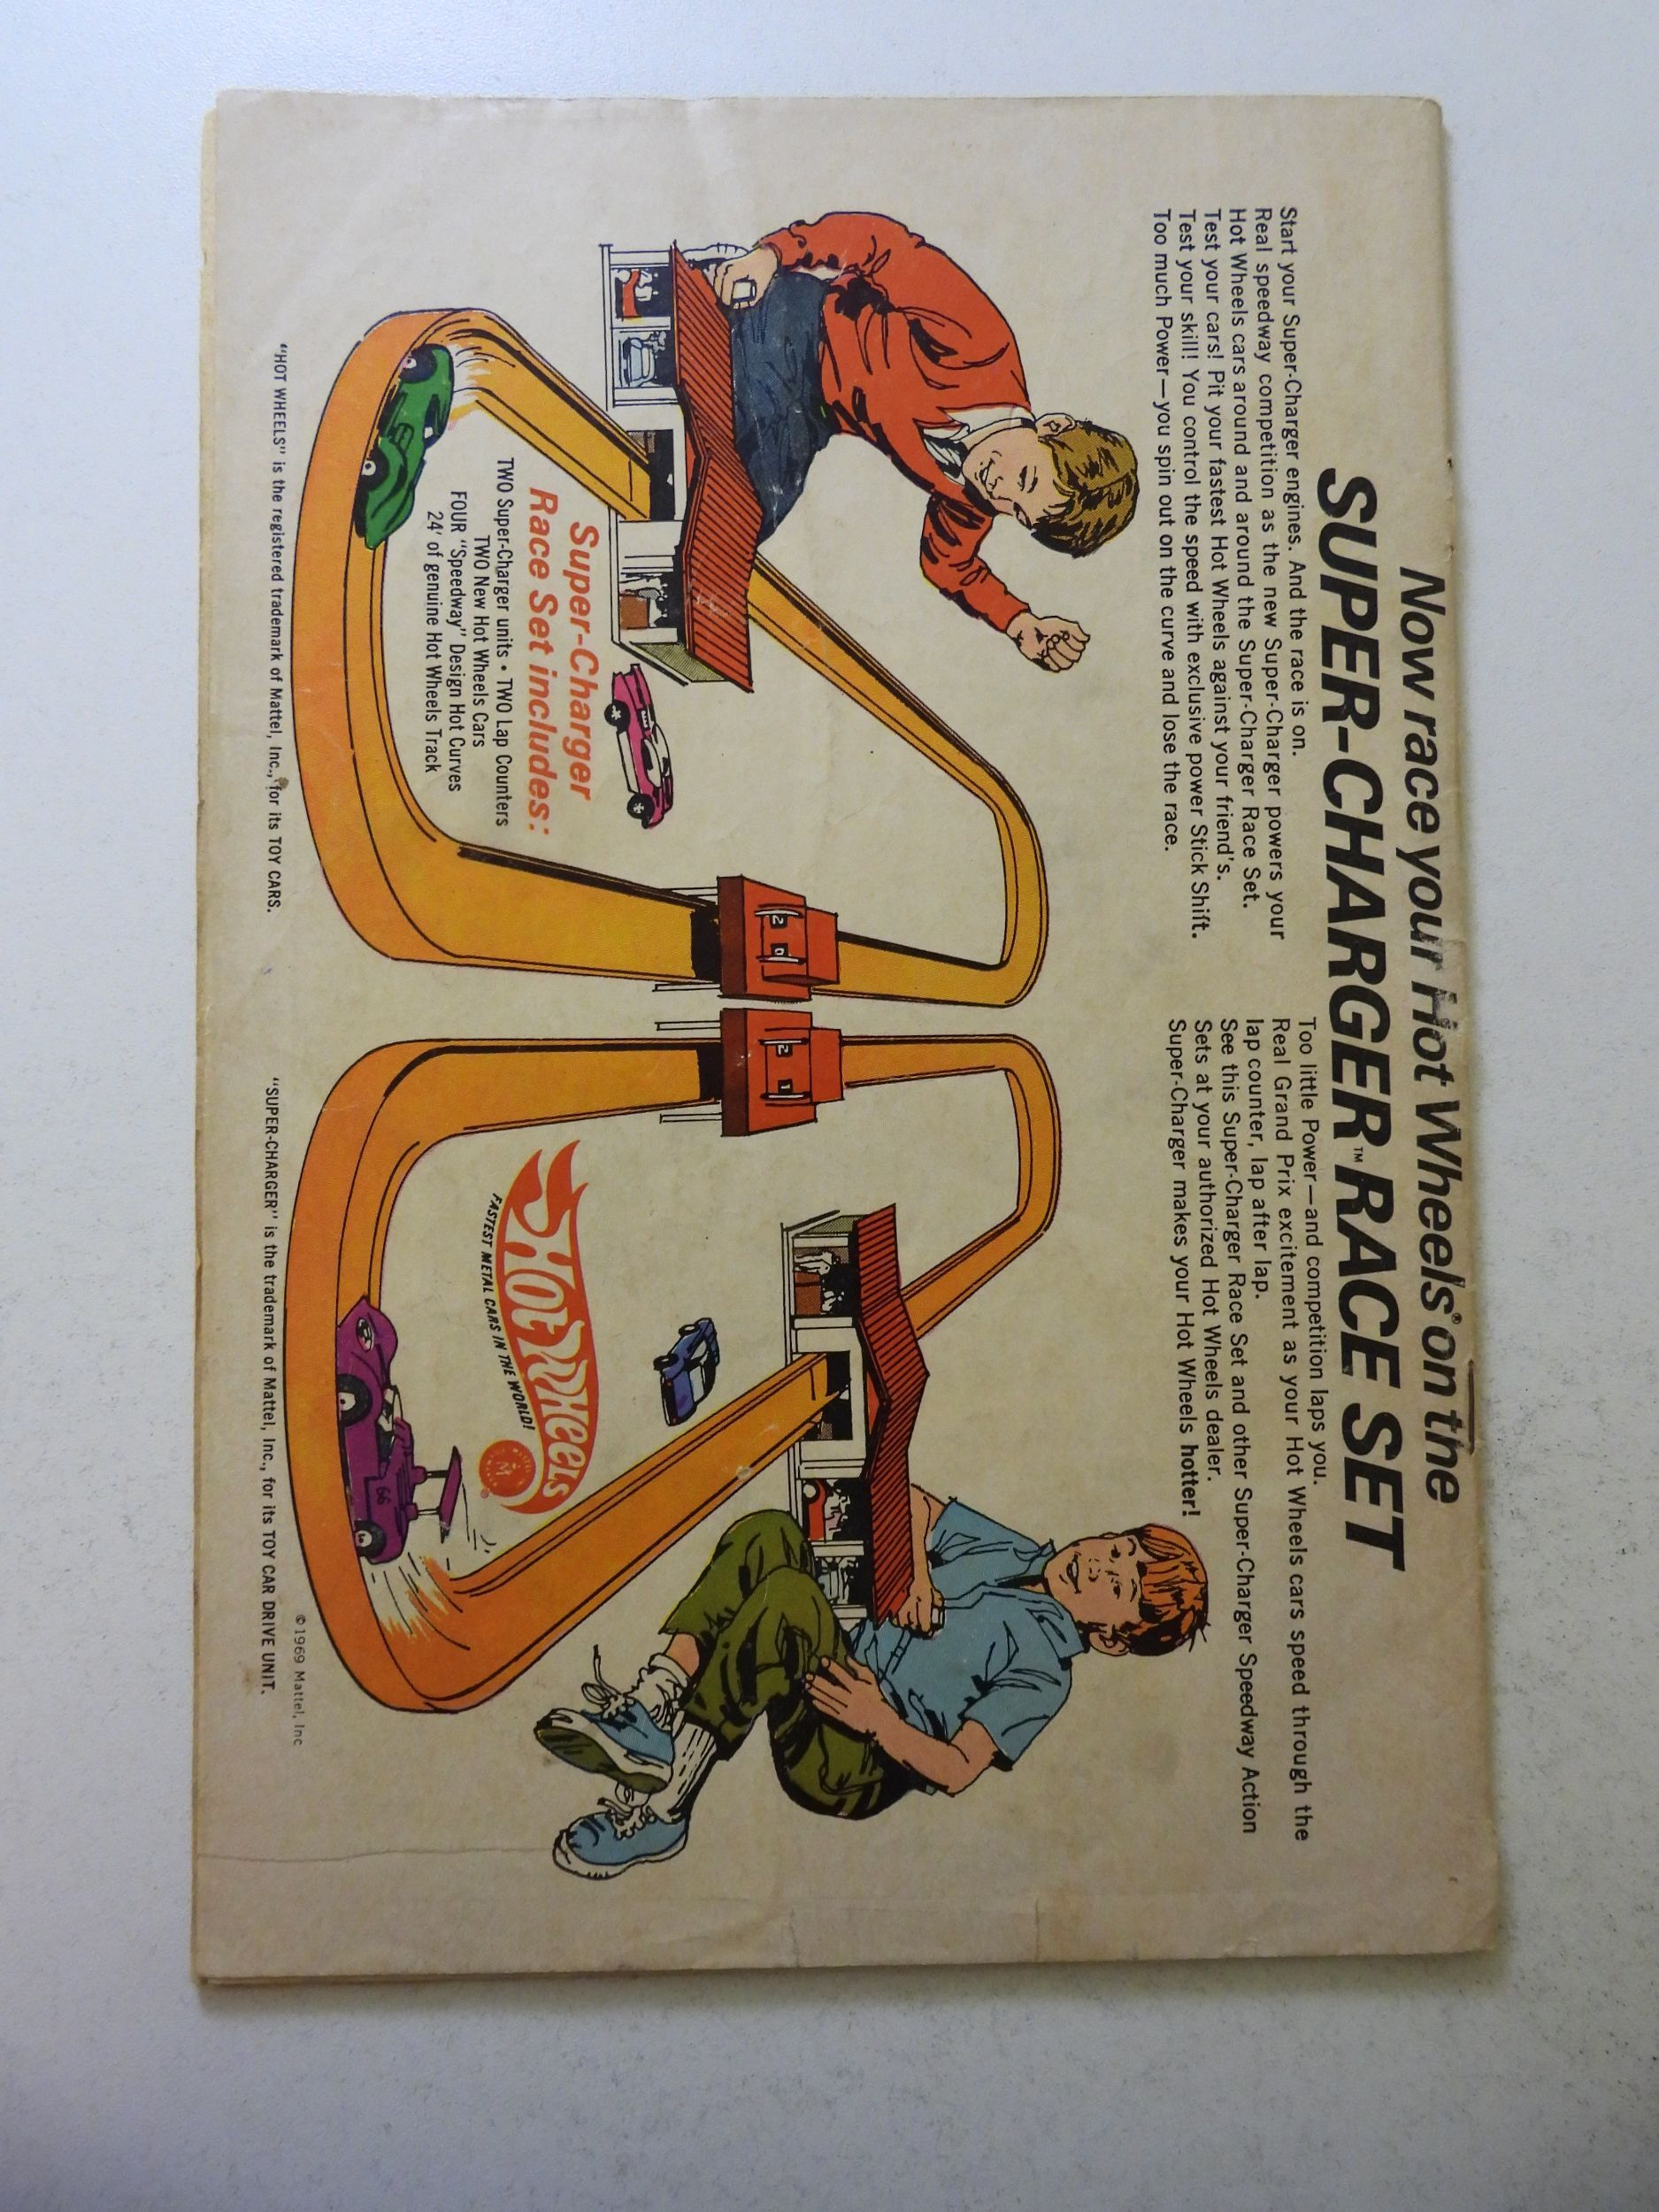 Now race your Hot Wheels® on the
SUPER-CHARGER™ RACE SET
Start your Super-Charger engines. And the race is on.
Real speedway competition as the new Super-Charger powers your
Hot Wheels cars around and around the Super-Charger Race Set.
Test your cars! Pit your fastest Hot Wheels against your friend's.
Test your skill! You control the speed with exclusive power Stick Shift.
Too much Power—you spin out on the curve and lose the race.
Too little Power—and competition laps you.
Real Grand Prix excitement as your Hot Wheels cars speed through the
lap counter, lap after lap.
See this Super-Charger Race Set and other Super-Charger Speedway Action
Sets at your authorized Hot Wheels dealer.
Super-Charger makes your Hot Wheels hotter!
2 0
2 1
Super-Charger
Race Set includes:
TWO Super-Charger units • TWO Lap Counters
TWO New Hot Wheels Cars
FOUR "Speedway" Design Hot Curves
24' of genuine Hot Wheels Track
Hot Wheels
FASTEST METAL CARS IN THE WORLD!
M
®
66
© 1969 Mattel, Inc
"HOT WHEELS" is the registered trademark of Mattel, Inc., for its TOY CARS.
"SUPER-CHARGER" is the trademark of Mattel, Inc., for its TOY CAR DRIVE UNIT.